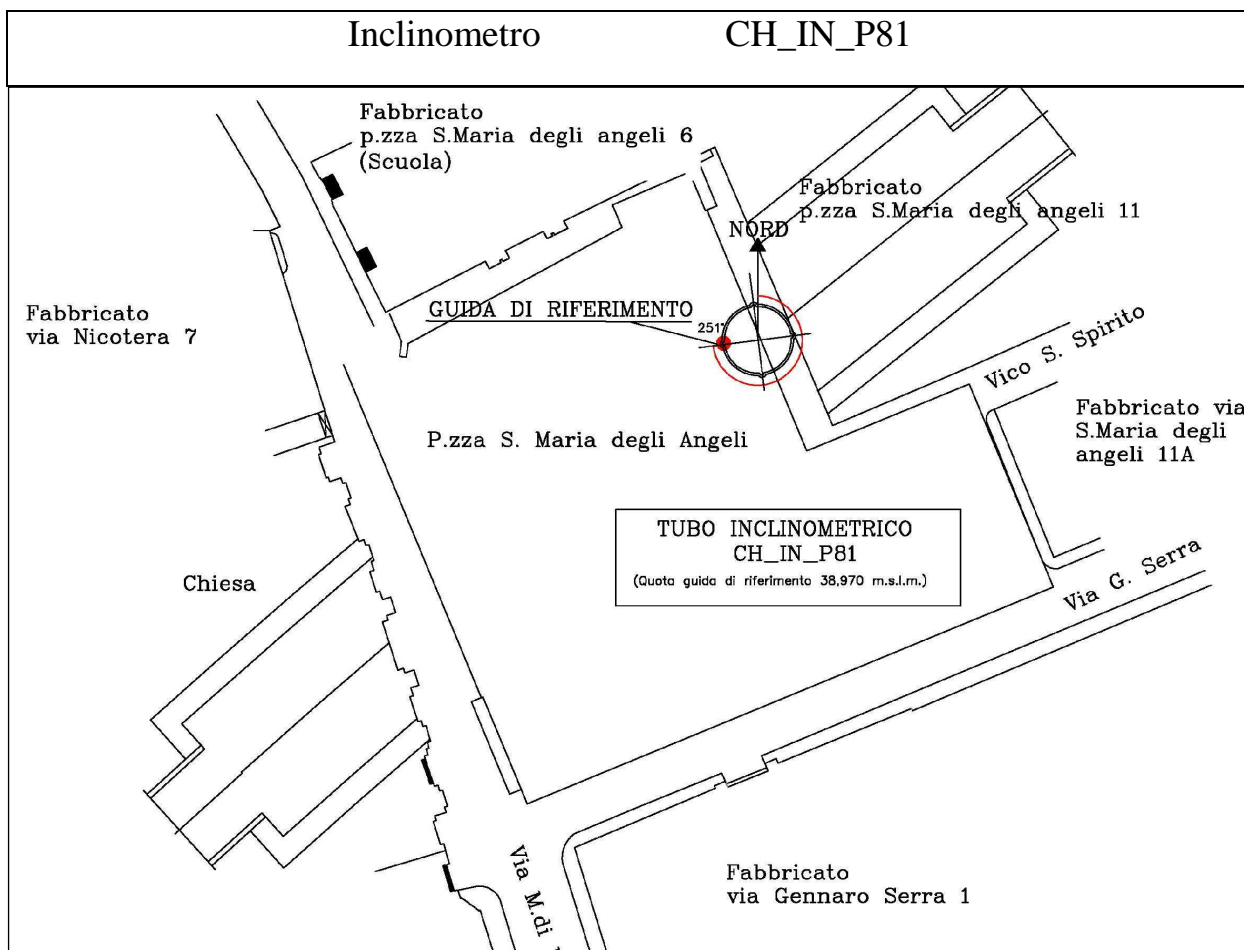 Inclinometro CH_IN_P81
Fabbricato
p.zza S.Maria degli angeli 6
(Scuola)
Fabbricato
p.zza S.Maria degli angeli 11
NORD
GUIDA DI RIFERIMENTO
251°
Fabbricato
via Nicotera 7
Vico S. Spirito
Fabbricato via
S.Maria degli
angeli 11A
P.zza S. Maria degli Angeli
TUBO INCLINOMETRICO
CH_IN_P81
(Quota guida di riferimento 38,970 m.s.l.m.)
Chiesa
Via G. Serra
Via M.di
Fabbricato
via Gennaro Serra 1